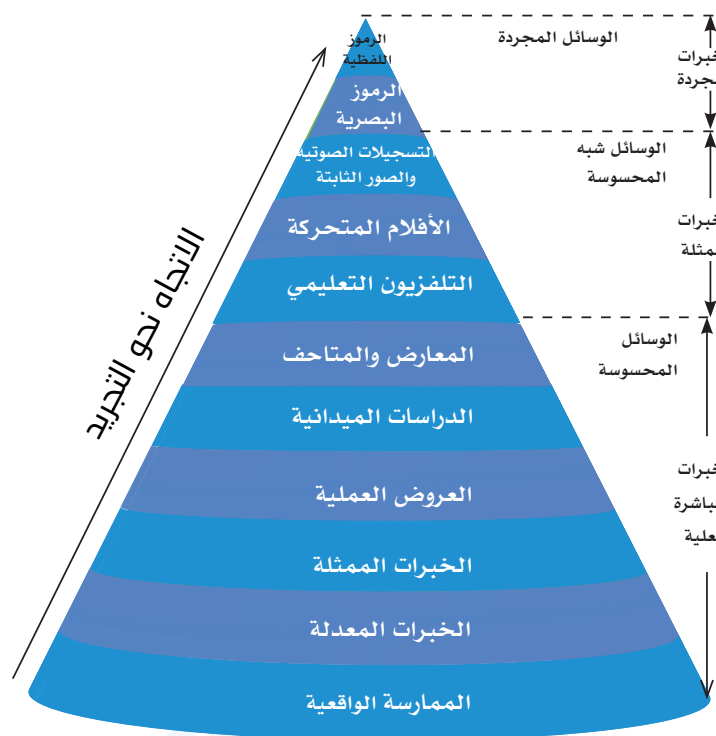 الرموز
اللفظية
الرموز
البصرية
التسجيلات الصوتية
والصور الثابتة
الأفلام المتحركة
التلفزيون التعليمي
المعارض والمتاحف
الدراسات الميدانية
العروض العملية
الخبرات الممثلة
الخبرات المعدلة
الممارسة الواقعية
الاتجاه نحو التجريد
الوسائل المجردة
الوسائل شبه
المحسوسة
الوسائل
المحسوسة